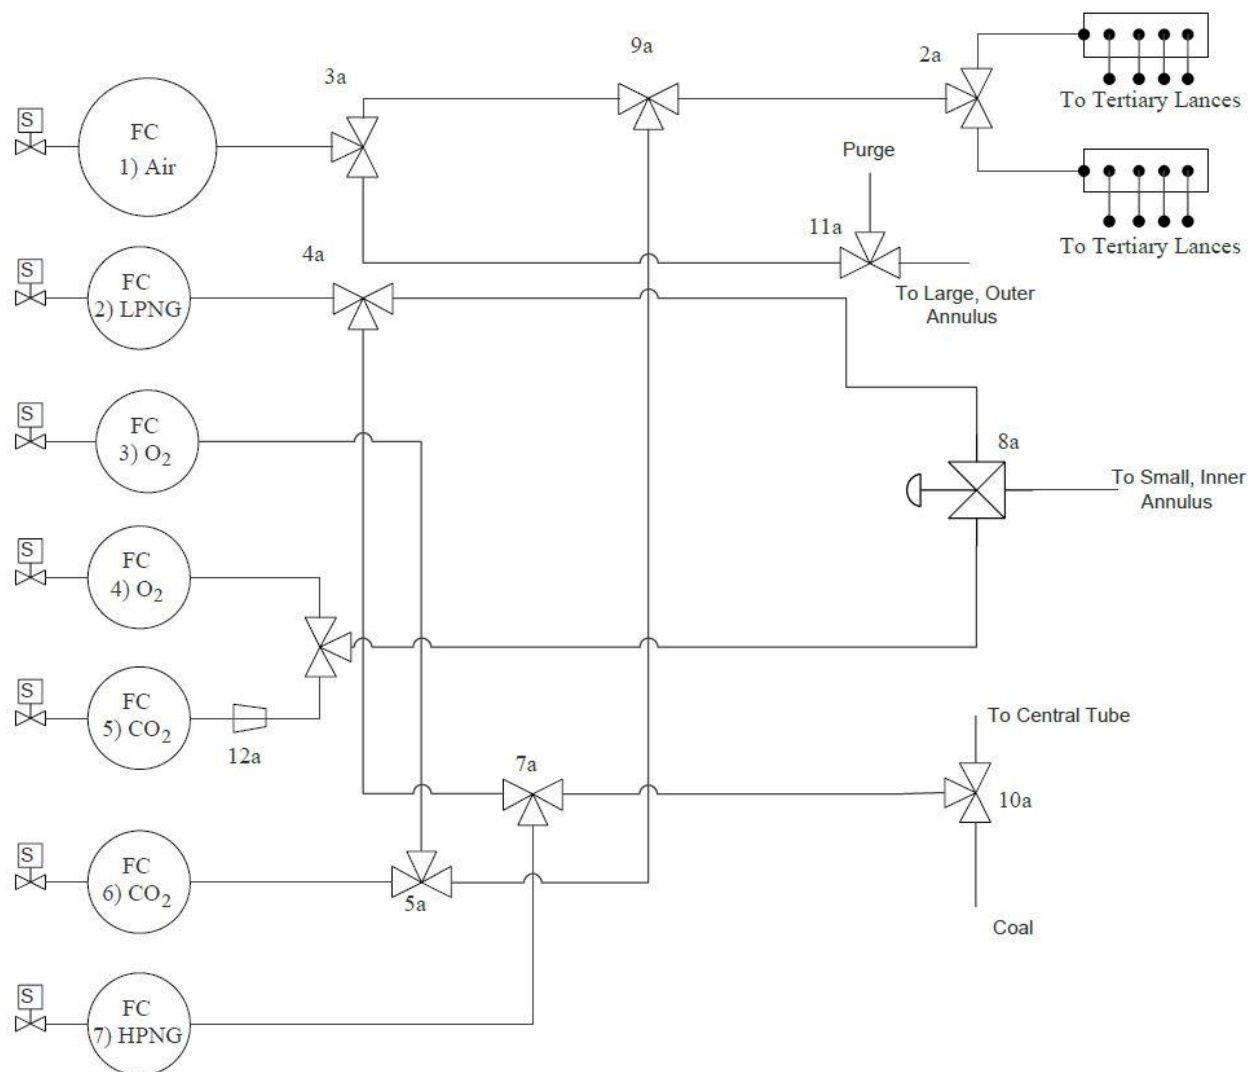 9a
2a
3a
To Tertiary Lances
S
FC
1) Air
Purge
To Tertiary Lances
11a
4a
S
FC
2) LPNG
To Large, Outer
Annulus
S
FC
3) O2
8a
To Small, Inner
Annulus
S
FC
4) O2
S
FC
5) CO2
12a
To Central Tube
7a
10a
S
FC
6) CO2
5a
Coal
S
FC
7) HPNG